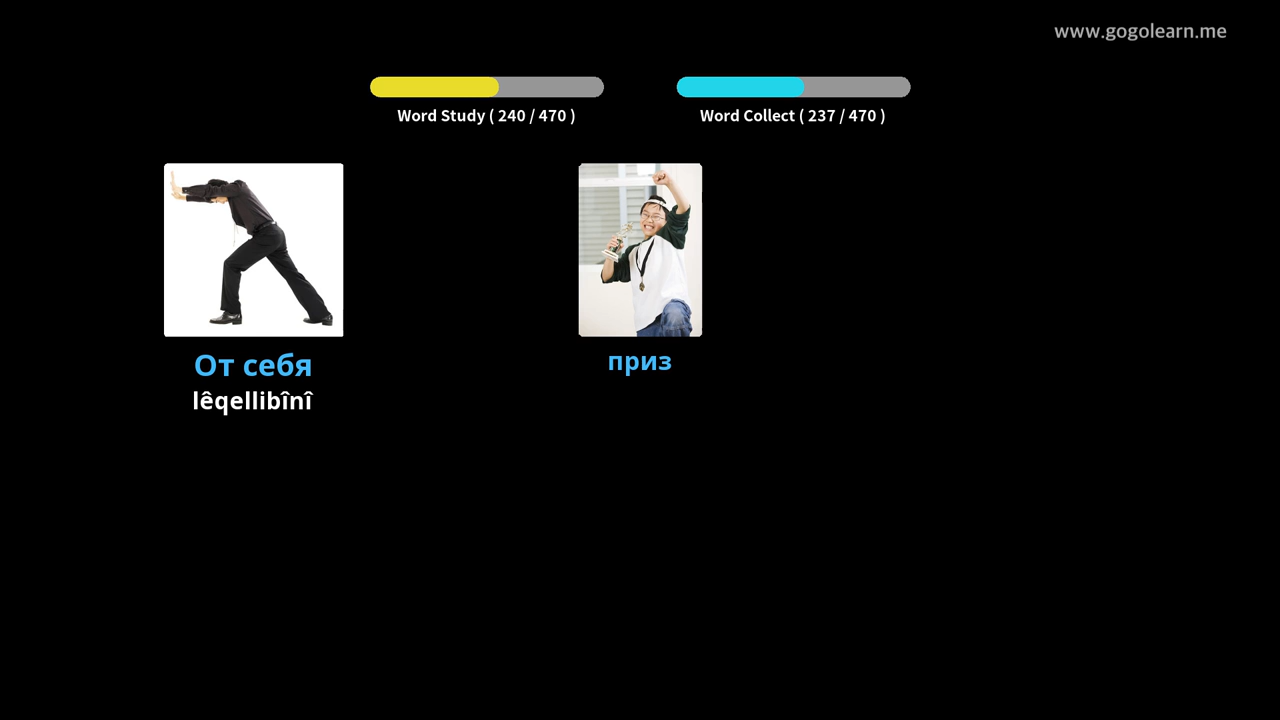 www.gogolearn.me
Word Study ( 240 / 470 )
Word Collect ( 237 / 470 )
От себя
lêqellibînî
приз